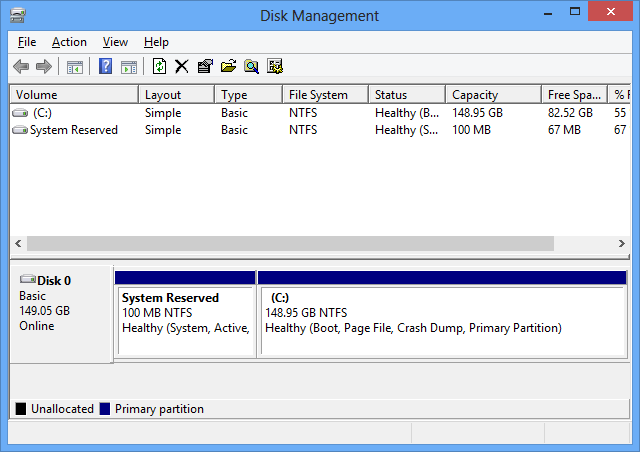 Disk Management
File Action View Help
Volume Layout Type File System Status Capacity Free Spa... % F
(C:) Simple Basic NTFS Healthy (B... 148.95 GB 82.52 GB 55
System Reserved Simple Basic NTFS Healthy (S... 100 MB 67 MB 67
Disk 0
Basic
149.05 GB
Online
System Reserved
100 MB NTFS
Healthy (System, Active,
(C:)
148.95 GB NTFS
Healthy (Boot, Page File, Crash Dump, Primary Partition)
Unallocated Primary partition